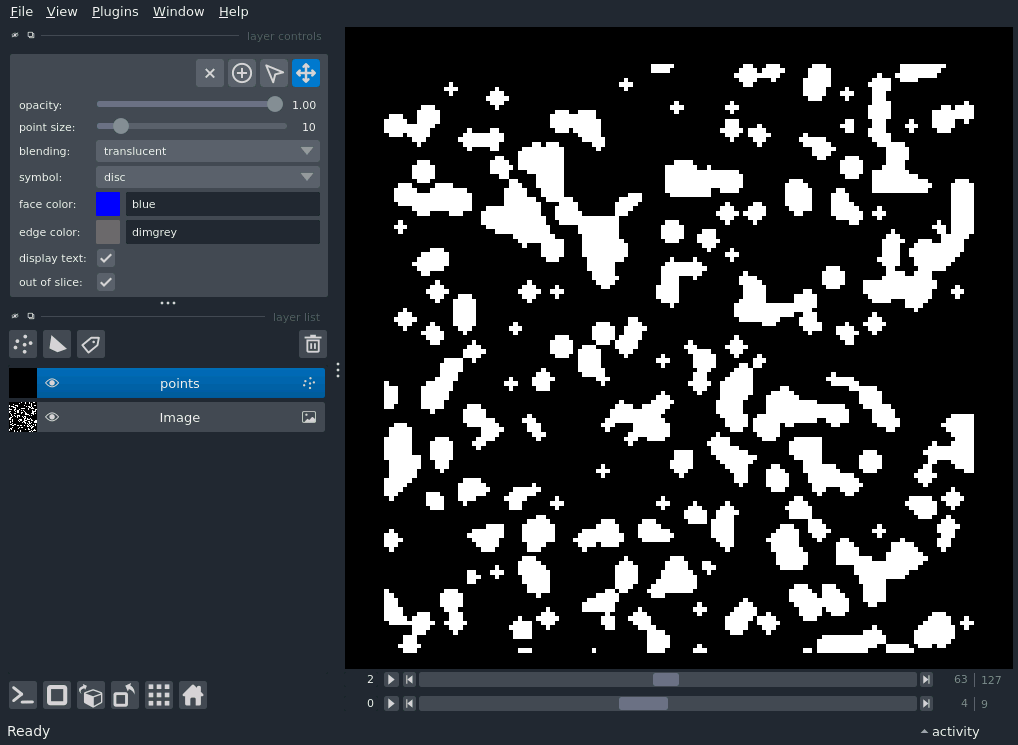 File View Plugins Window Help
layer controls
opacity: 1.00
point size: 10
blending: translucent
symbol: disc
face color: blue
edge color: dimgrey
display text:
out of slice:
layer list
points
Image
2 63 127
0 4 9
Ready activity